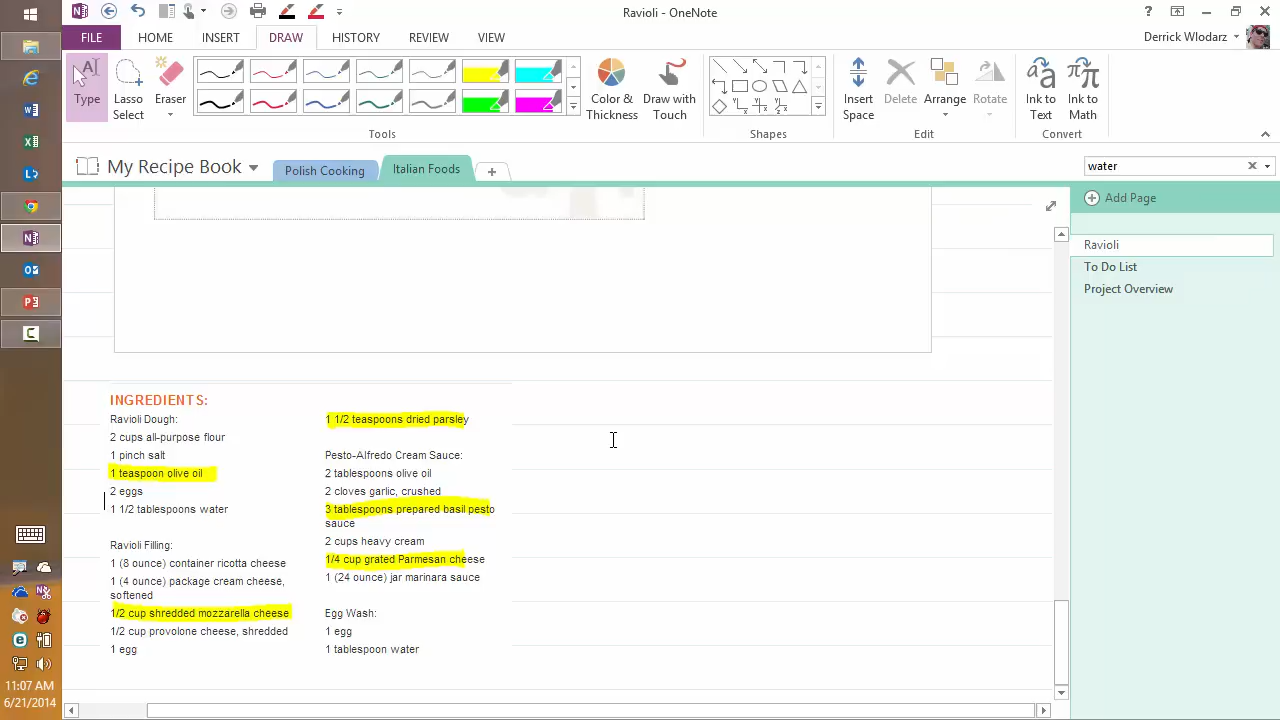 Ravioli - OneNote
FILE
HOME
INSERT
DRAW
HISTORY
REVIEW
VIEW
Derrick Wlodarz
Type
Lasso Select
Eraser
Color & Thickness
Draw with Touch
Insert Space
Delete
Arrange
Rotate
Ink to Text
Ink to Math
Tools
Shapes
Edit
Convert
My Recipe Book
Polish Cooking
Italian Foods
water
Add Page
Ravioli
To Do List
Project Overview
INGREDIENTS:
Ravioli Dough:
2 cups all-purpose flour
1 pinch salt
1 teaspoon olive oil
2 eggs
1 1/2 tablespoons water
Ravioli Filling:
1 (8 ounce) container ricotta cheese
1 (4 ounce) package cream cheese,
softened
1/2 cup shredded mozzarella cheese
1/2 cup provolone cheese, shredded
1 egg
1 1/2 teaspoons dried parsley
Pesto-Alfredo Cream Sauce:
2 tablespoons olive oil
2 cloves garlic, crushed
3 tablespoons prepared basil pesto
sauce
2 cups heavy cream
1/4 cup grated Parmesan cheese
1 (24 ounce) jar marinara sauce
Egg Wash:
1 egg
1 tablespoon water
11:07 AM
6/21/2014